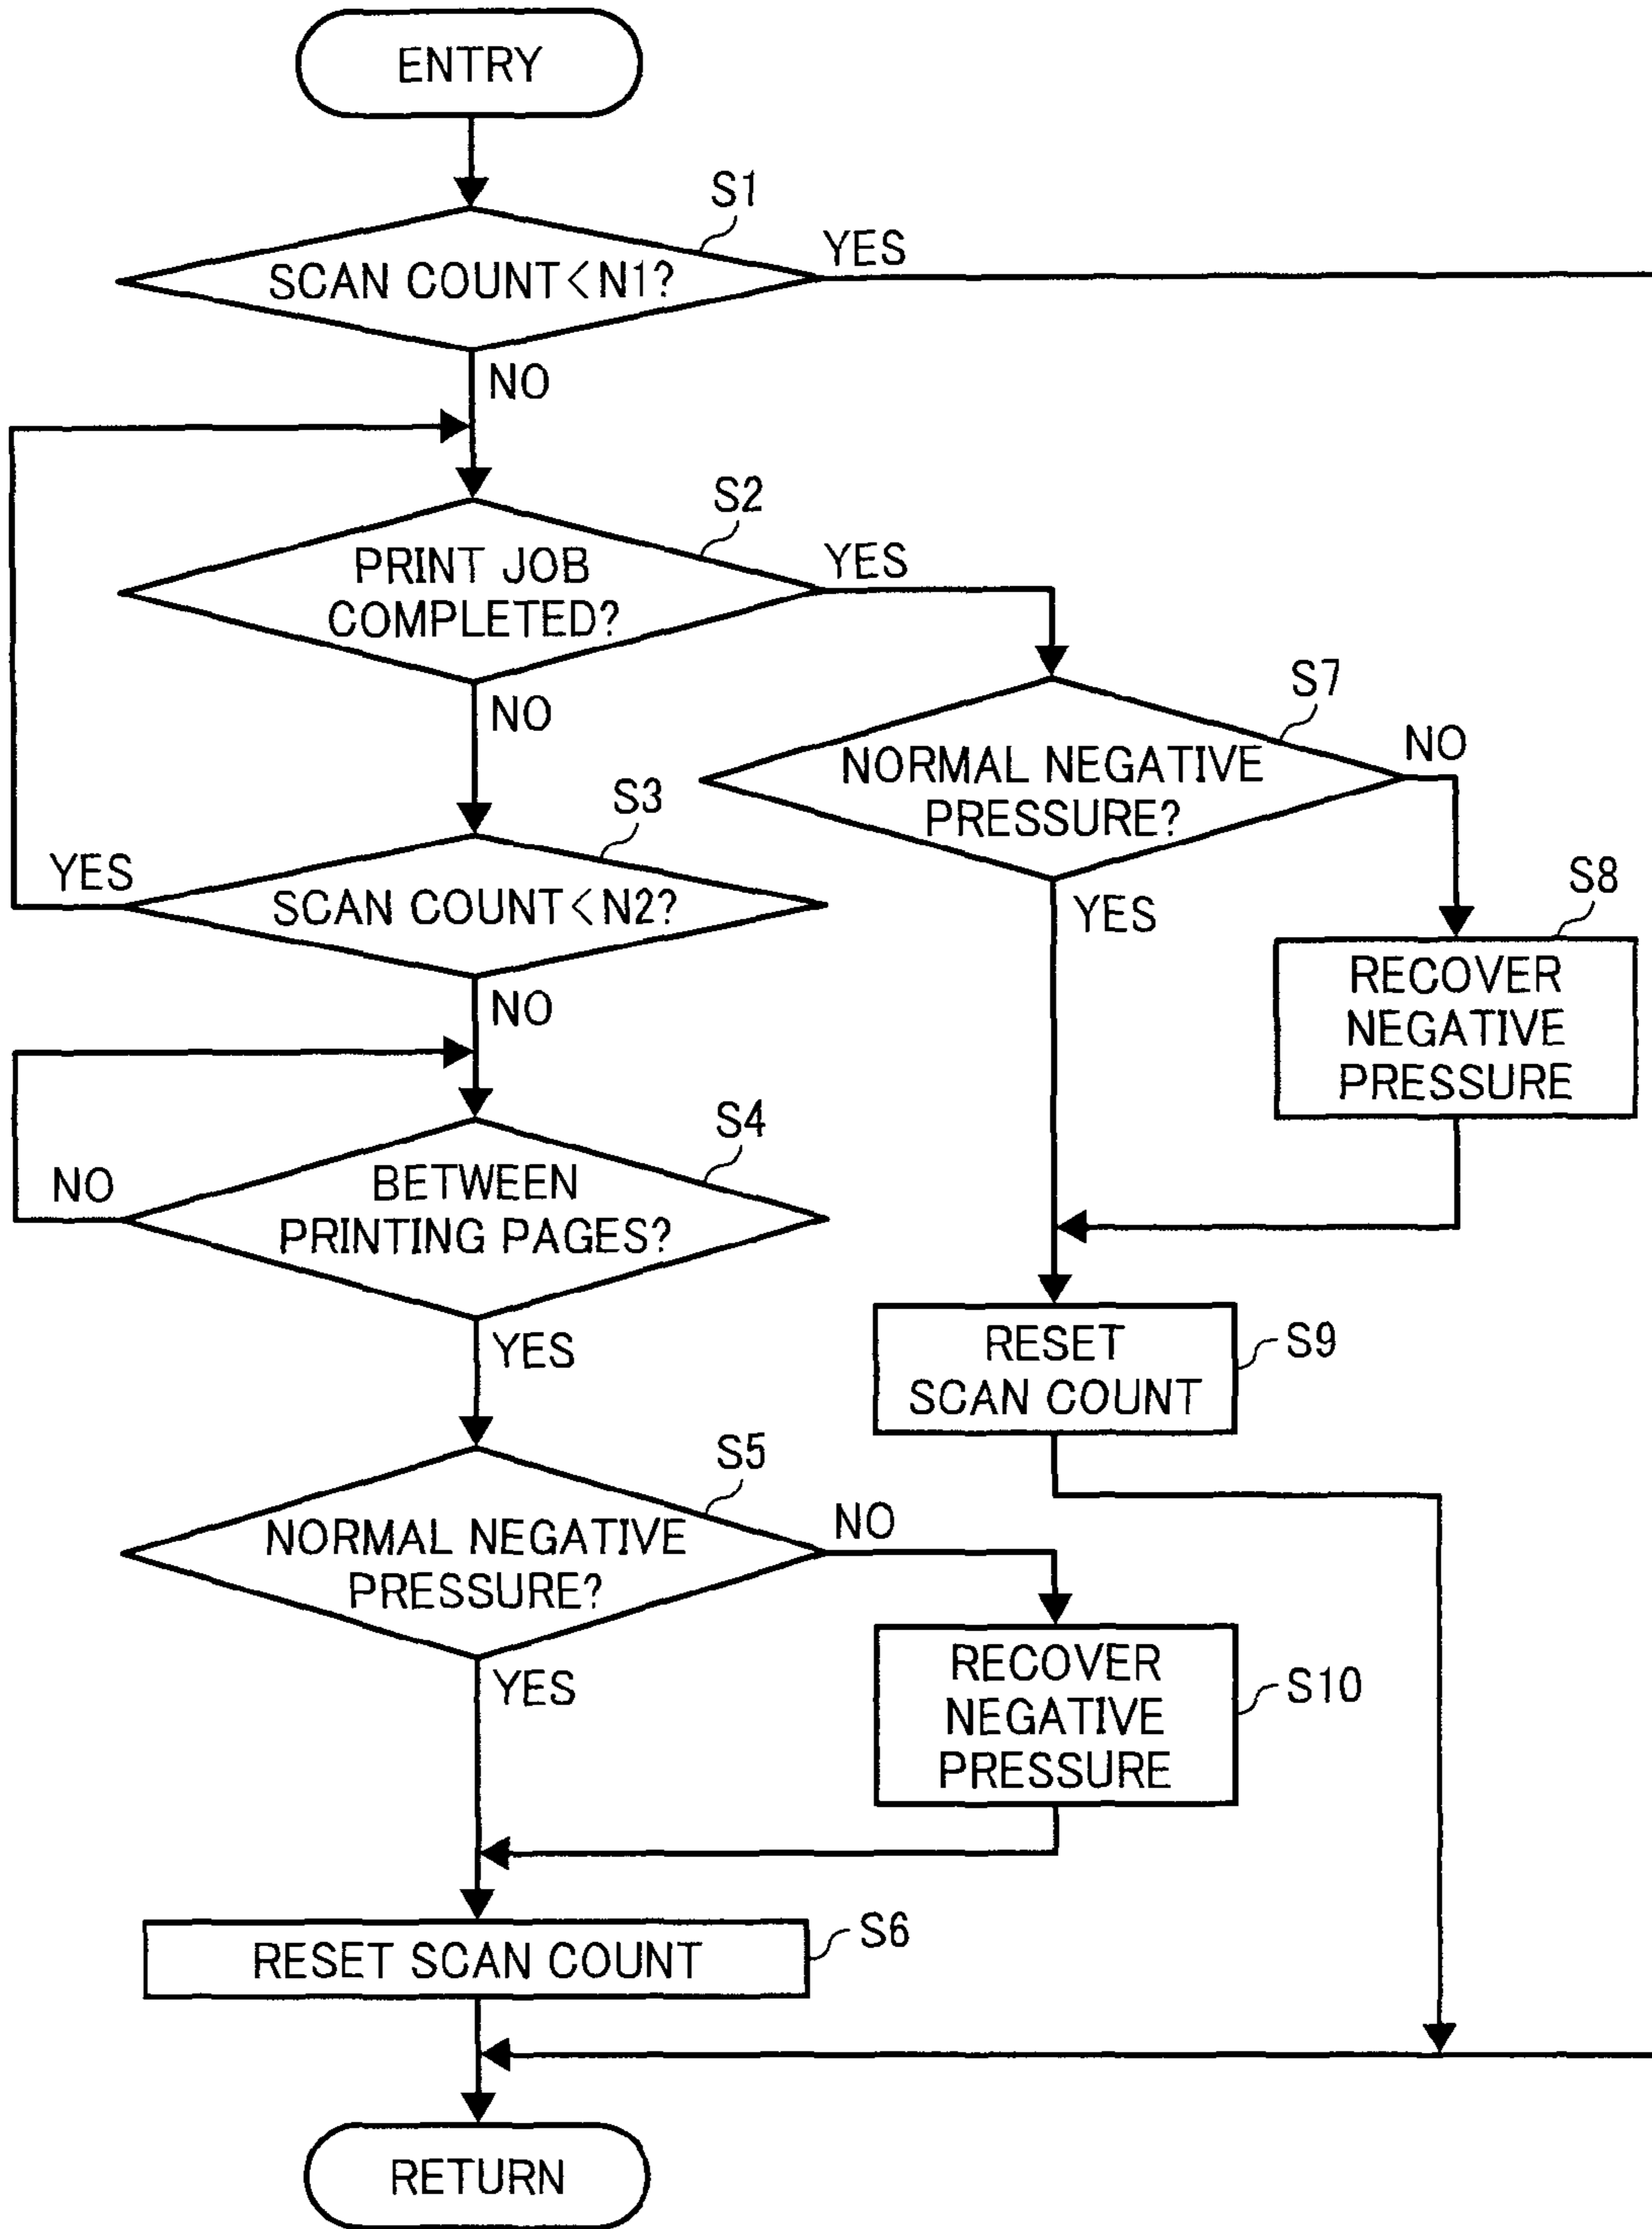 ENTRY
S1
SCAN COUNT<N1?
YES
NO
S2
PRINT JOB
COMPLETED?
YES
NO
S7
NORMAL NEGATIVE
PRESSURE?
NO
YES
S3
SCAN COUNT<N2?
YES
NO
S8
RECOVER
NEGATIVE
PRESSURE
S4
BETWEEN
PRINTING PAGES?
NO
YES
S9
RESET
SCAN COUNT
S5
NORMAL NEGATIVE
PRESSURE?
NO
YES
S10
RECOVER
NEGATIVE
PRESSURE
S6
RESET SCAN COUNT
RETURN